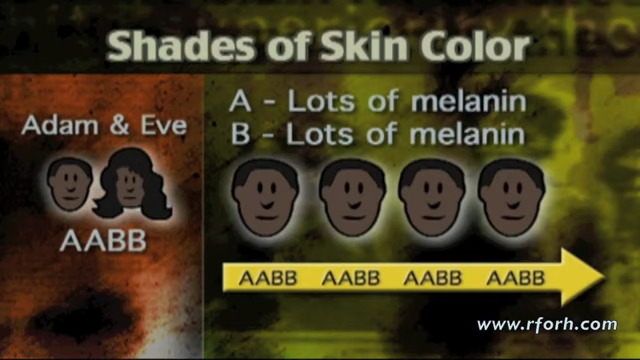 Shades of Skin Color
Adam & Eve
AABB
A - Lots of melanin
B - Lots of melanin
AABB AABB AABB AABB
www.rforh.com